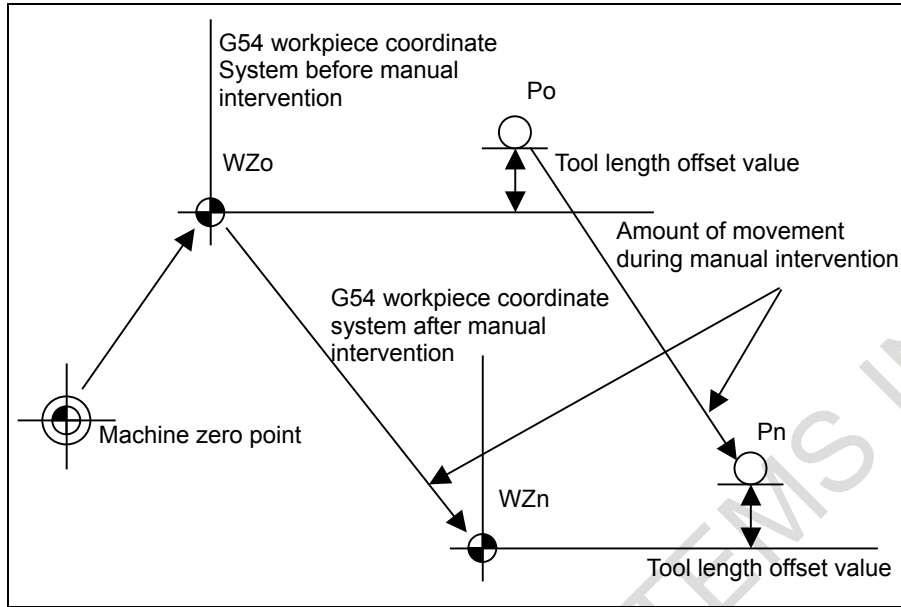 G54 workpiece coordinate
System before manual
intervention
Po
WZo
Tool length offset value
Amount of movement
during manual intervention
G54 workpiece coordinate
system after manual
intervention
Machine zero point
Pn
WZn
Tool length offset value